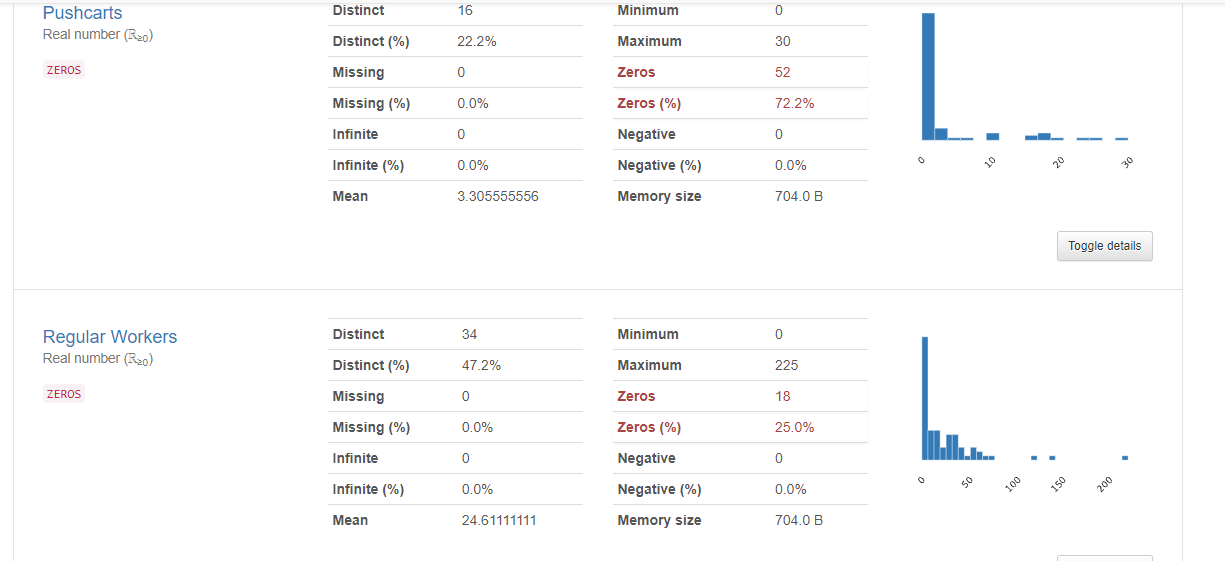 Pushcarts
Real number (ℝ≥0)
ZEROS
Distinct 16
Distinct (%) 22.2%
Missing 0
Missing (%) 0.0%
Infinite 0
Infinite (%) 0.0%
Mean 3.305555556
Minimum 0
Maximum 30
Zeros 52
Zeros (%) 72.2%
Negative 0
Negative (%) 0.0%
Memory size 704.0 B
0 10 20 30
Toggle details
Regular Workers
Real number (ℝ≥0)
ZEROS
Distinct 34
Distinct (%) 47.2%
Missing 0
Missing (%) 0.0%
Infinite 0
Infinite (%) 0.0%
Mean 24.61111111
Minimum 0
Maximum 225
Zeros 18
Zeros (%) 25.0%
Negative 0
Negative (%) 0.0%
Memory size 704.0 B
0 50 100 150 200